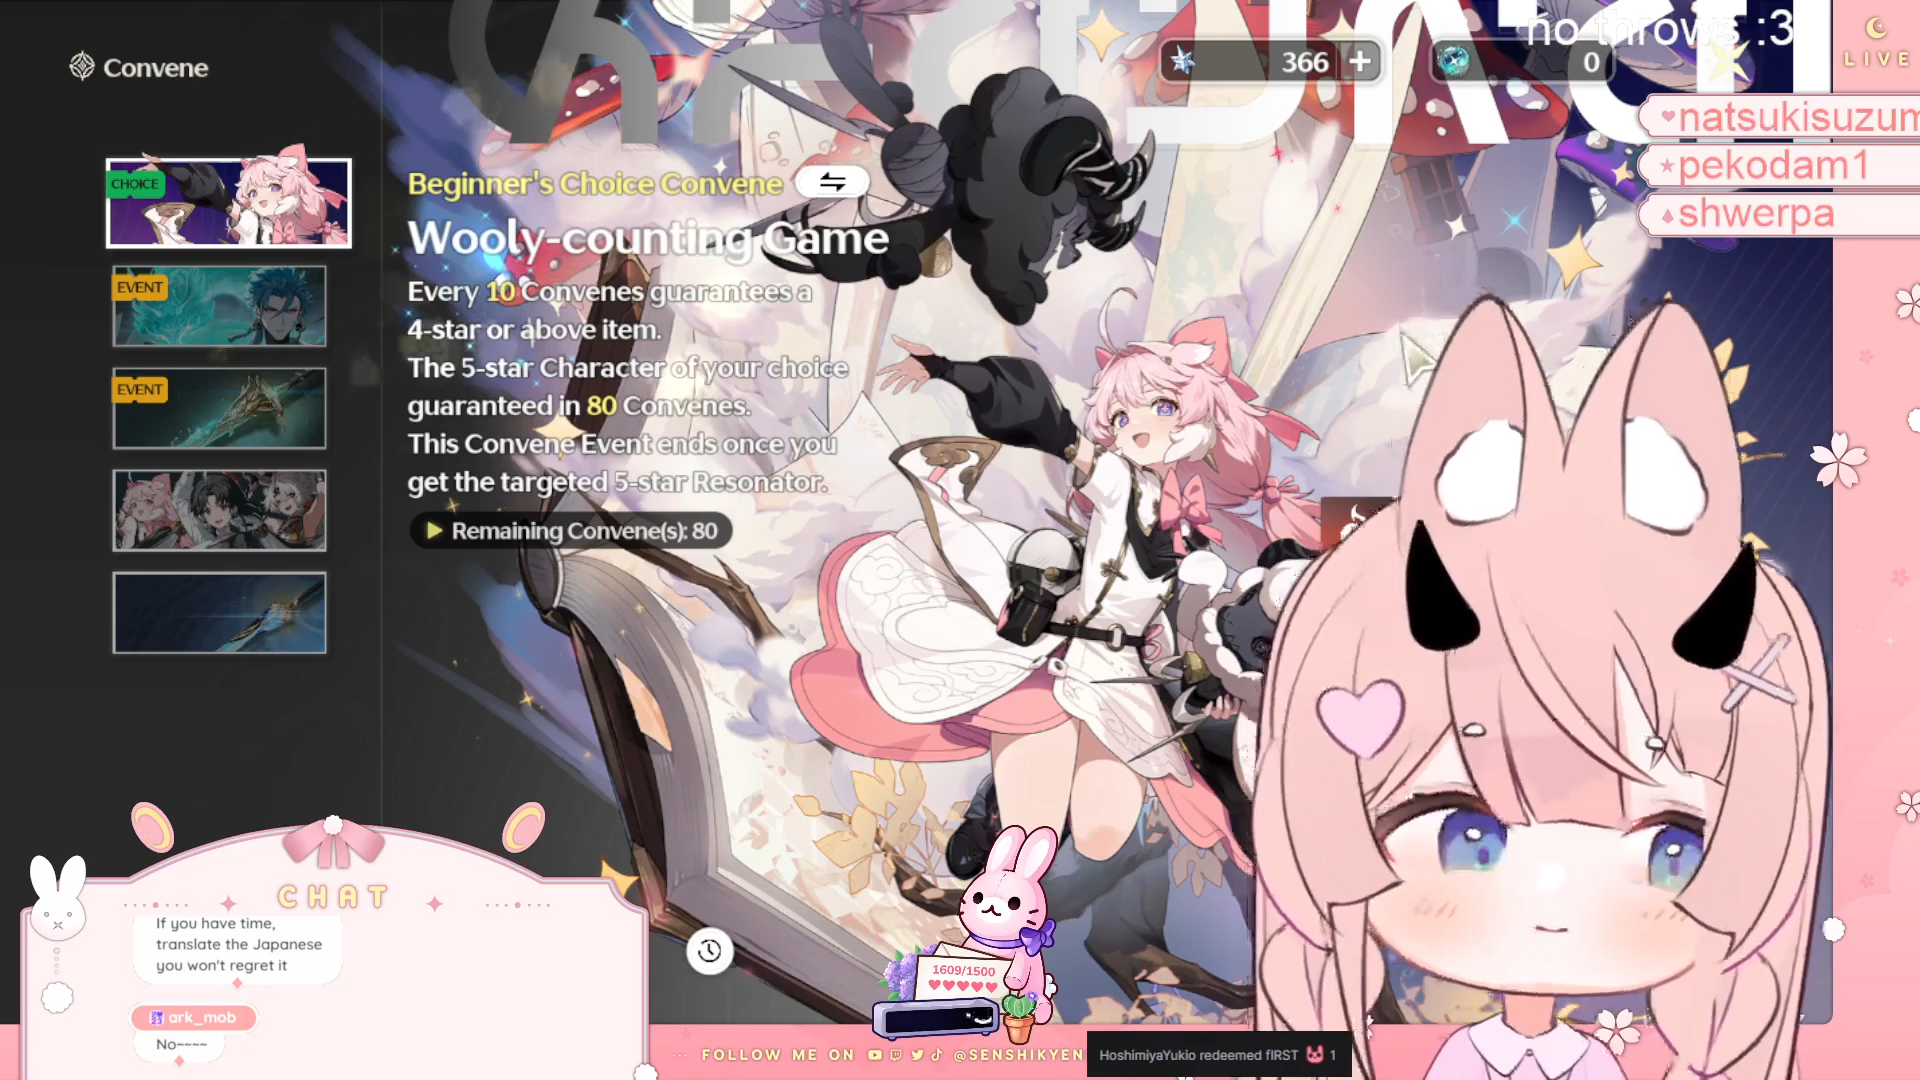 Convene
366
0
no throws :3
LIVE
natsukisuzum
pekodam1
shwerpa
CHOICE
EVENT
EVENT
Beginner's Choice Convene
Wooly-counting Game
Every 10 Convenes guarantees a
4-star or above item.
The 5-star Character of your choice
guaranteed in 80 Convenes.
This Convene Event ends once you
get the targeted 5-star Resonator.
Remaining Convene(s): 80
CHAT
If you have time,
translate the Japanese
you won't regret it
ark_mob
No~~~~
1609/1500
FOLLOW ME ON @SENSHIKYEN
HoshimiyaYukio redeemed fIRST 1